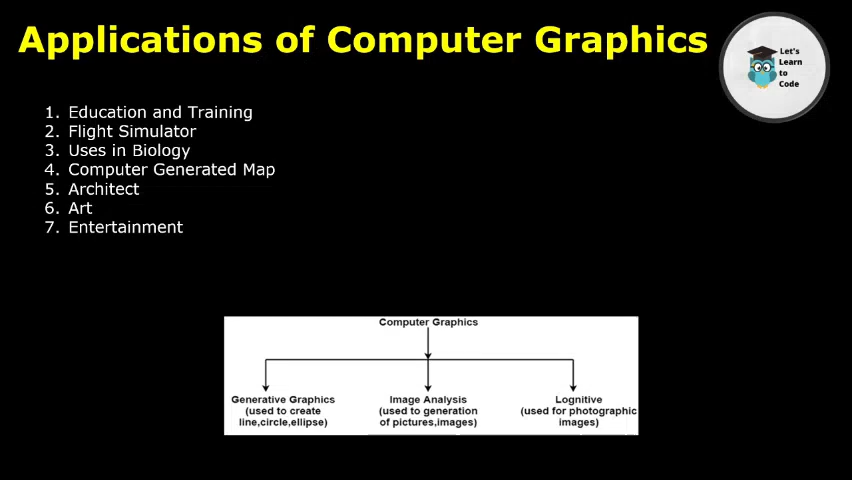 Applications of Computer Graphics
Let's
Learn
to
Code
1. Education and Training
2. Flight Simulator
3. Uses in Biology
4. Computer Generated Map
5. Architect
6. Art
7. Entertainment
Computer Graphics
Generative Graphics
(used to create
line,circle,ellipse)
Image Analysis
(used to generation
of pictures,images)
Lognitive
(used for photographic
images)